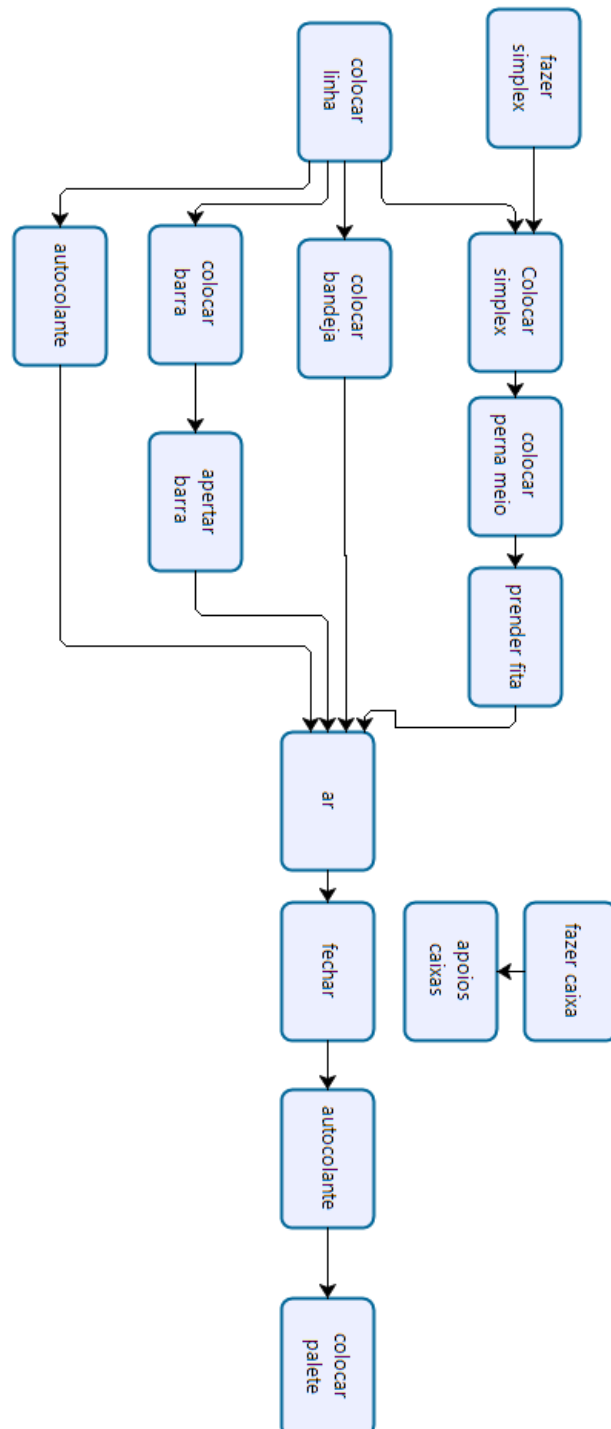 fazer
simplex
Colocar
simplex
colocar
perna meio
prender fita
fazer caixa
apoios
caixas
colocar
linha
colocar
bandeja
ar
fechar
autocolante
colocar
palete
colocar
barra
apertar
barra
autocolante